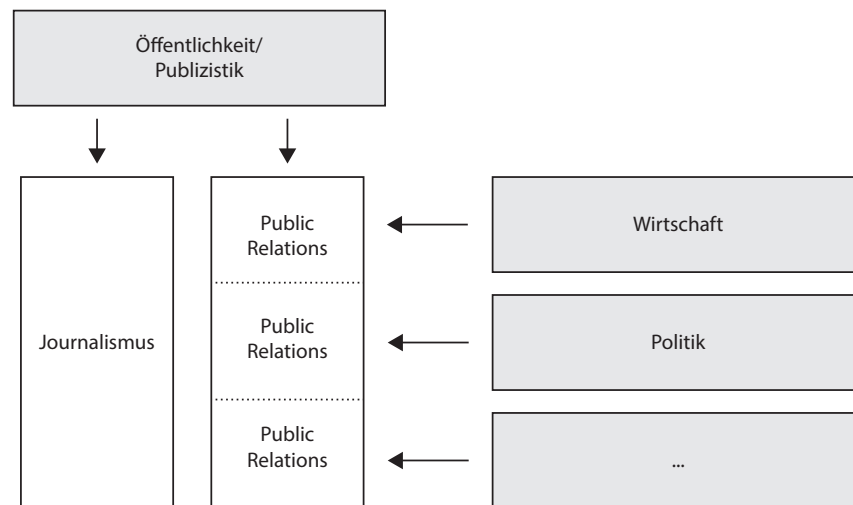 Öffentlichkeit/
Publizistik
Journalismus
Public
Relations
Public
Relations
Public
Relations
Wirtschaft
Politik
...